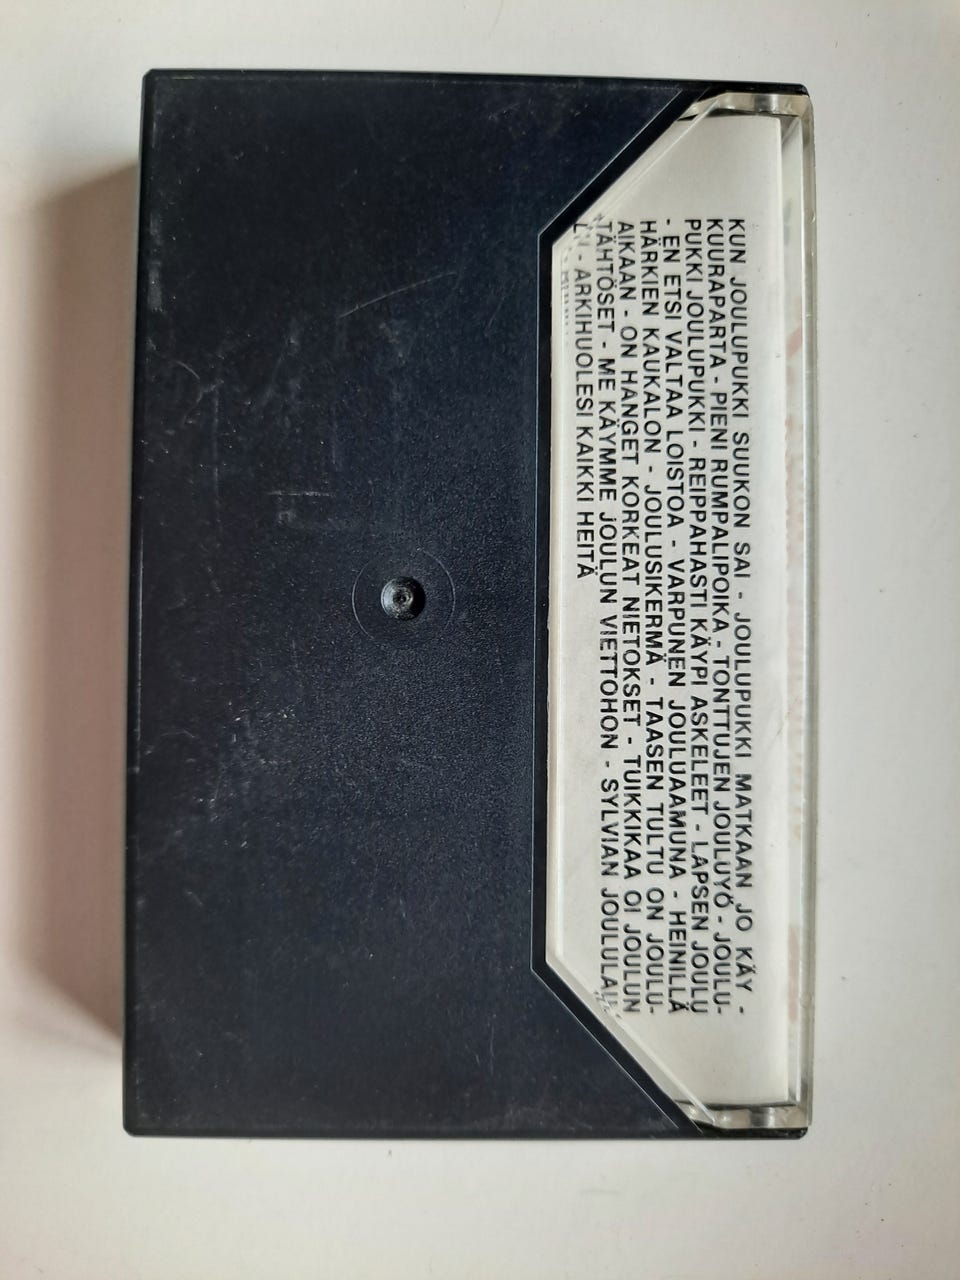 KUN JOULUPUKKI SUUKON SAI - JOULUPUKKI MATKAAN JO KÄY -
KUURAPARTA - PIENI RUMPALIPOIKA - TONTTUJEN JOULUYÖ - JOULU-
PUKKI JOULUPUKKI - REIPPAHASTI KÄYPI ASKELEET - LAPSEN JOULU
- EN ETSI VALTAA LOISTOA - VARPUNEN JOULUAAMUNA - HEINILLÄ
HÄRKIEN KAUKALON - JOULUSIKERMÄ - TAASEN TULTU ON JOULU-
AIKAAN - ON HANGET KORKEAT NIETOKSET - TUIKKIKAA OI JOULUN
TÄHTÖSET - ME KÄYMME JOULUN VIETTOHON - SYLVIAN JOULULAU-
LU - ARKIHUOLESI KAIKKI HEITÄ